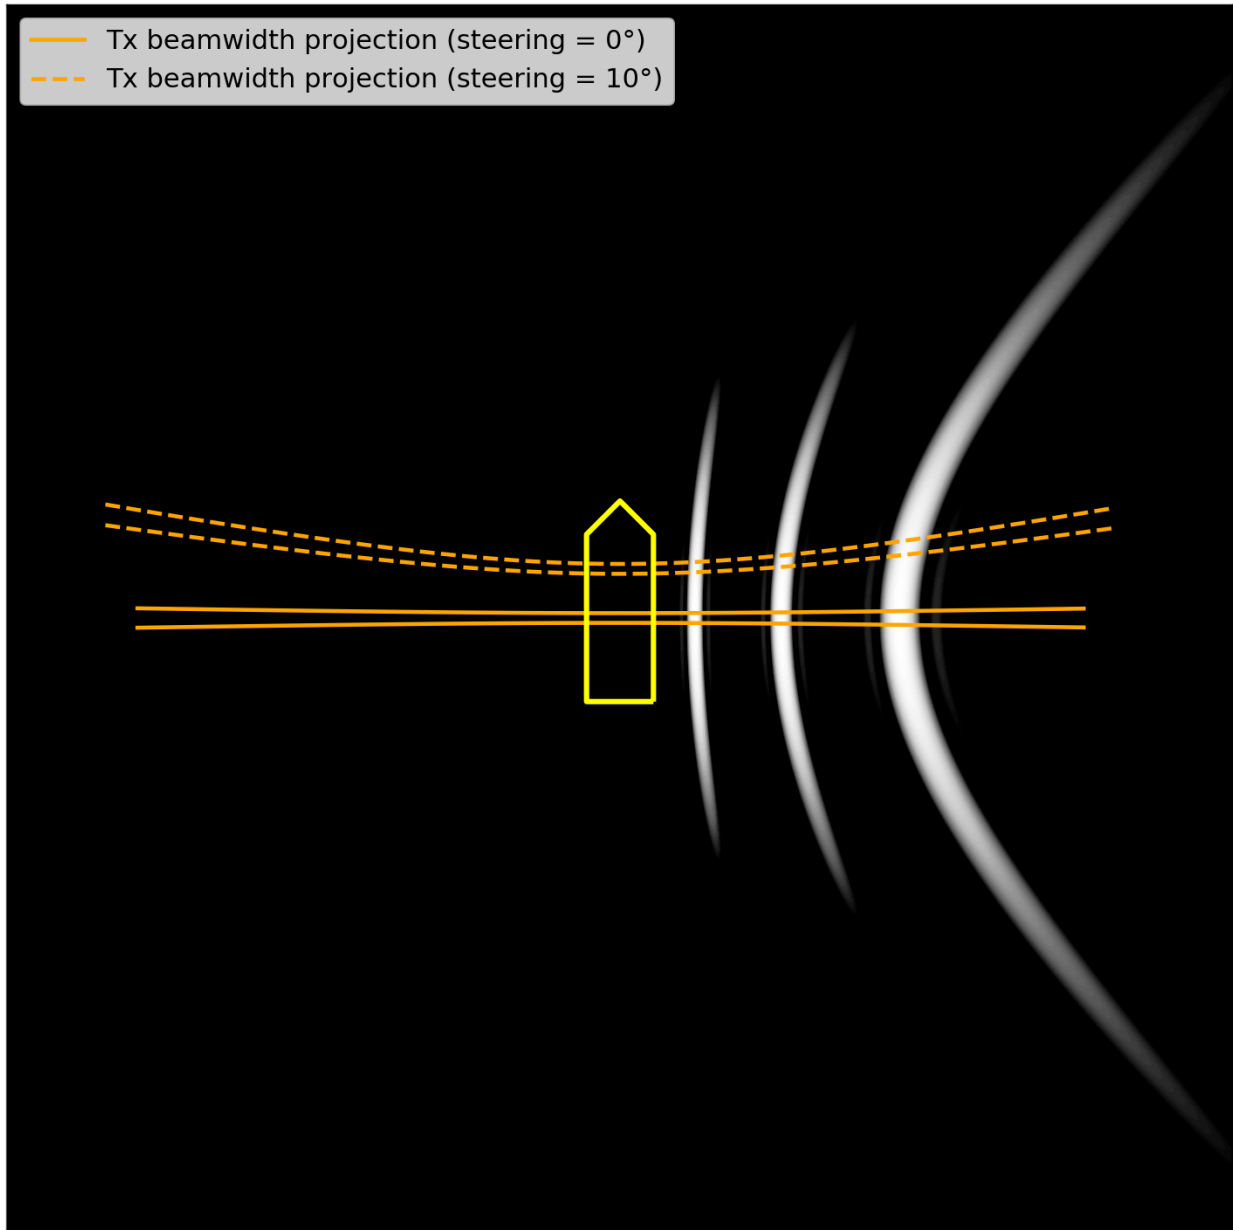 Tx beamwidth projection (steering = 0°)
Tx beamwidth projection (steering = 10°)